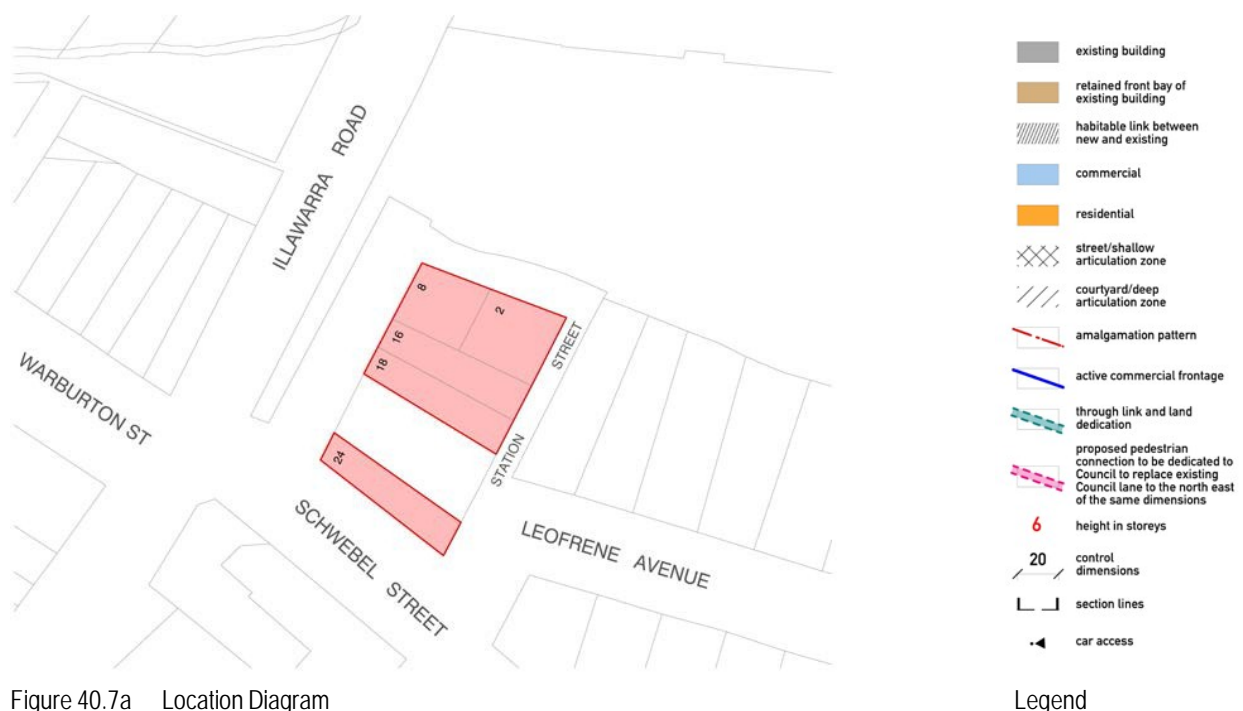 ILLAWARRA ROAD
8
2
16
18
STATION STREET
WARBURTON ST
24
SCHWEBEL STREET
LEOFRENE AVENUE
existing building
retained front bay of
existing building
habitable link between
new and existing
commercial
residential
street/shallow
articulation zone
courtyard/deep
articulation zone
amalgamation pattern
active commercial frontage
through link and land
dedication
proposed pedestrian
connection to be dedicated to
Council to replace existing
Council lane to the north east
of the same dimensions
6 height in storeys
20 control
dimensions
section lines
car access
Figure 40.7a Location Diagram
Legend